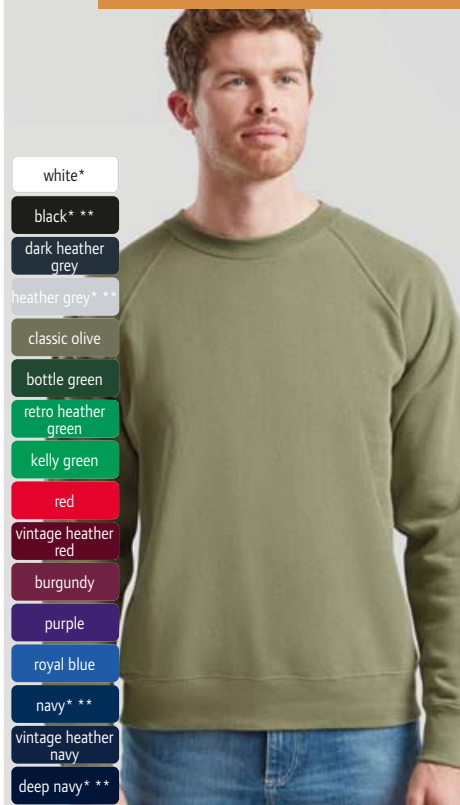 white*
black* **
dark heather
grey
heather grey* **
classic olive
bottle green
retro heather
green
kelly green
red
vintage heather
red
burgundy
purple
royal blue
navy* **
vintage heather
navy
deep navy* **